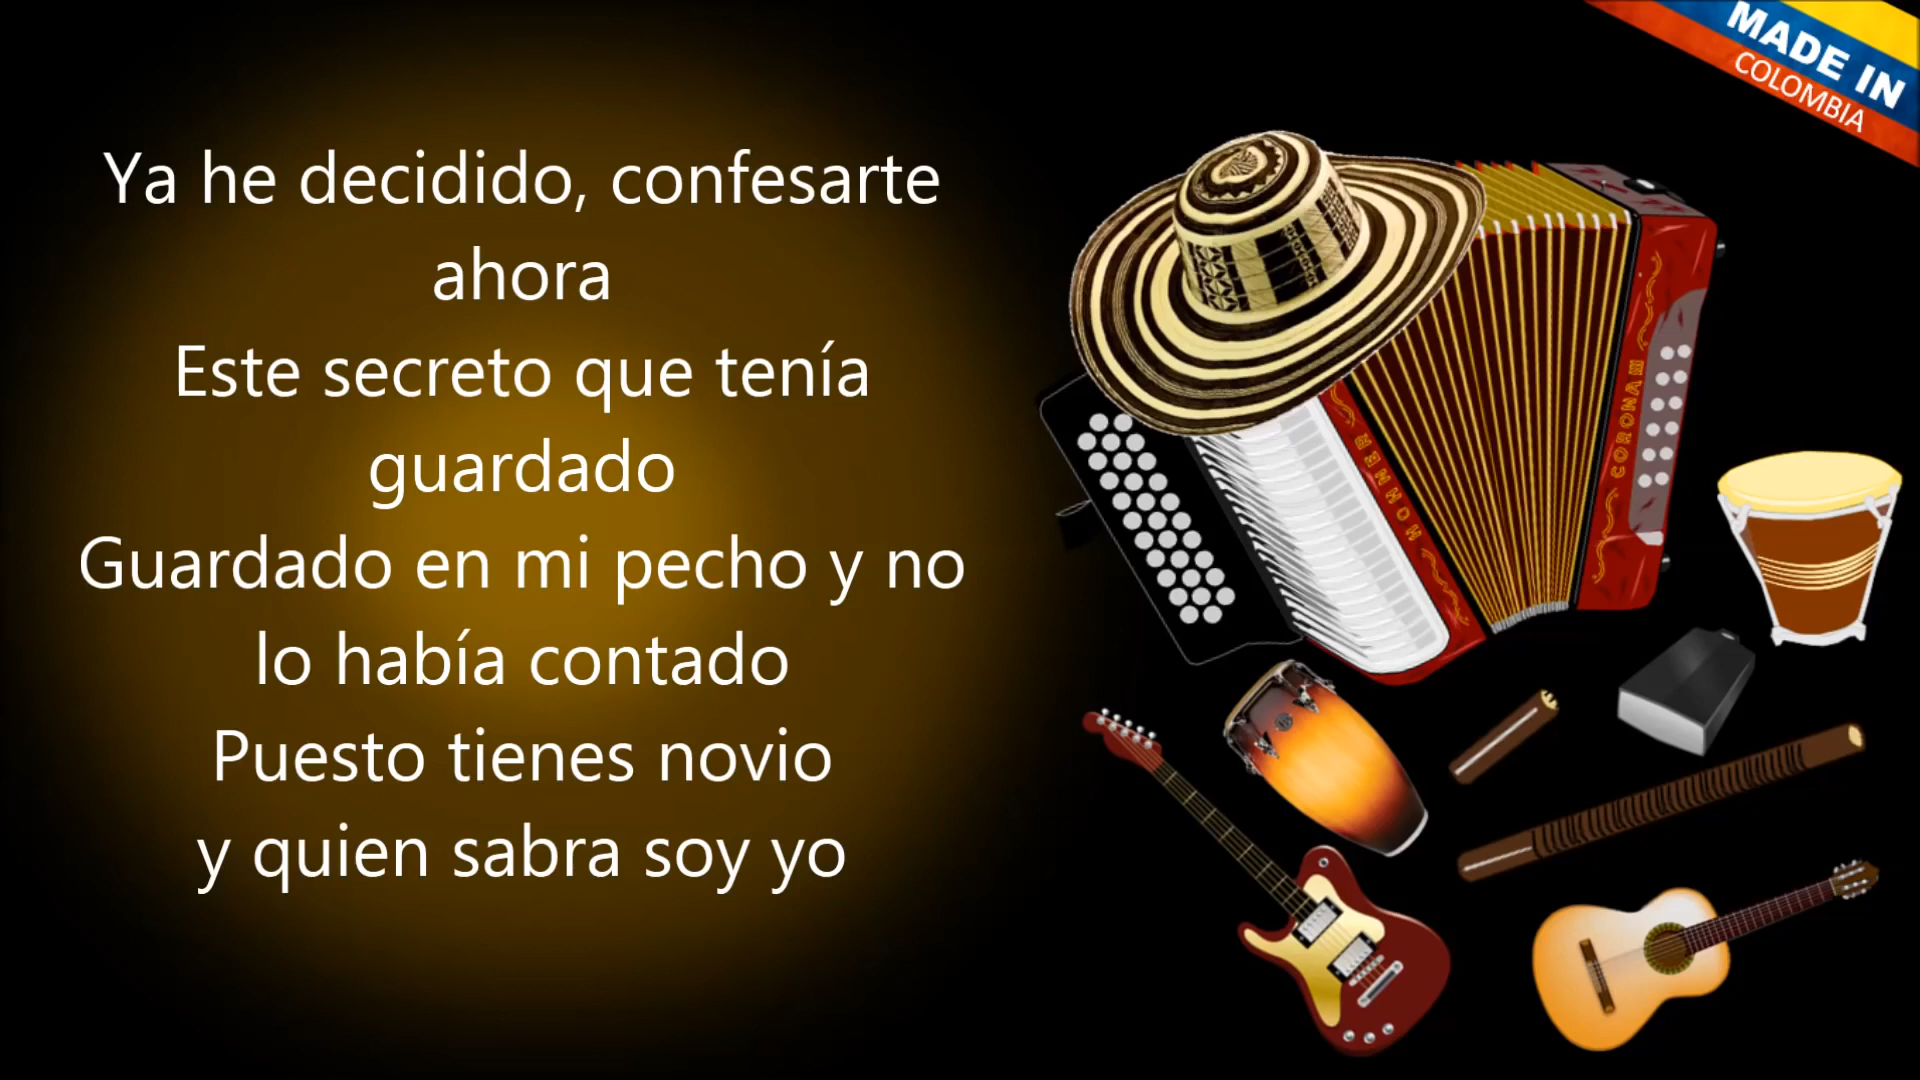 MADE IN
COLOMBIA
Ya he decidido, confesarte
ahora
Este secreto que tenía
guardado
Guardado en mi pecho y no
lo había contado
Puesto tienes novio
y quien sabra soy yo
HOHNER
CORONA III